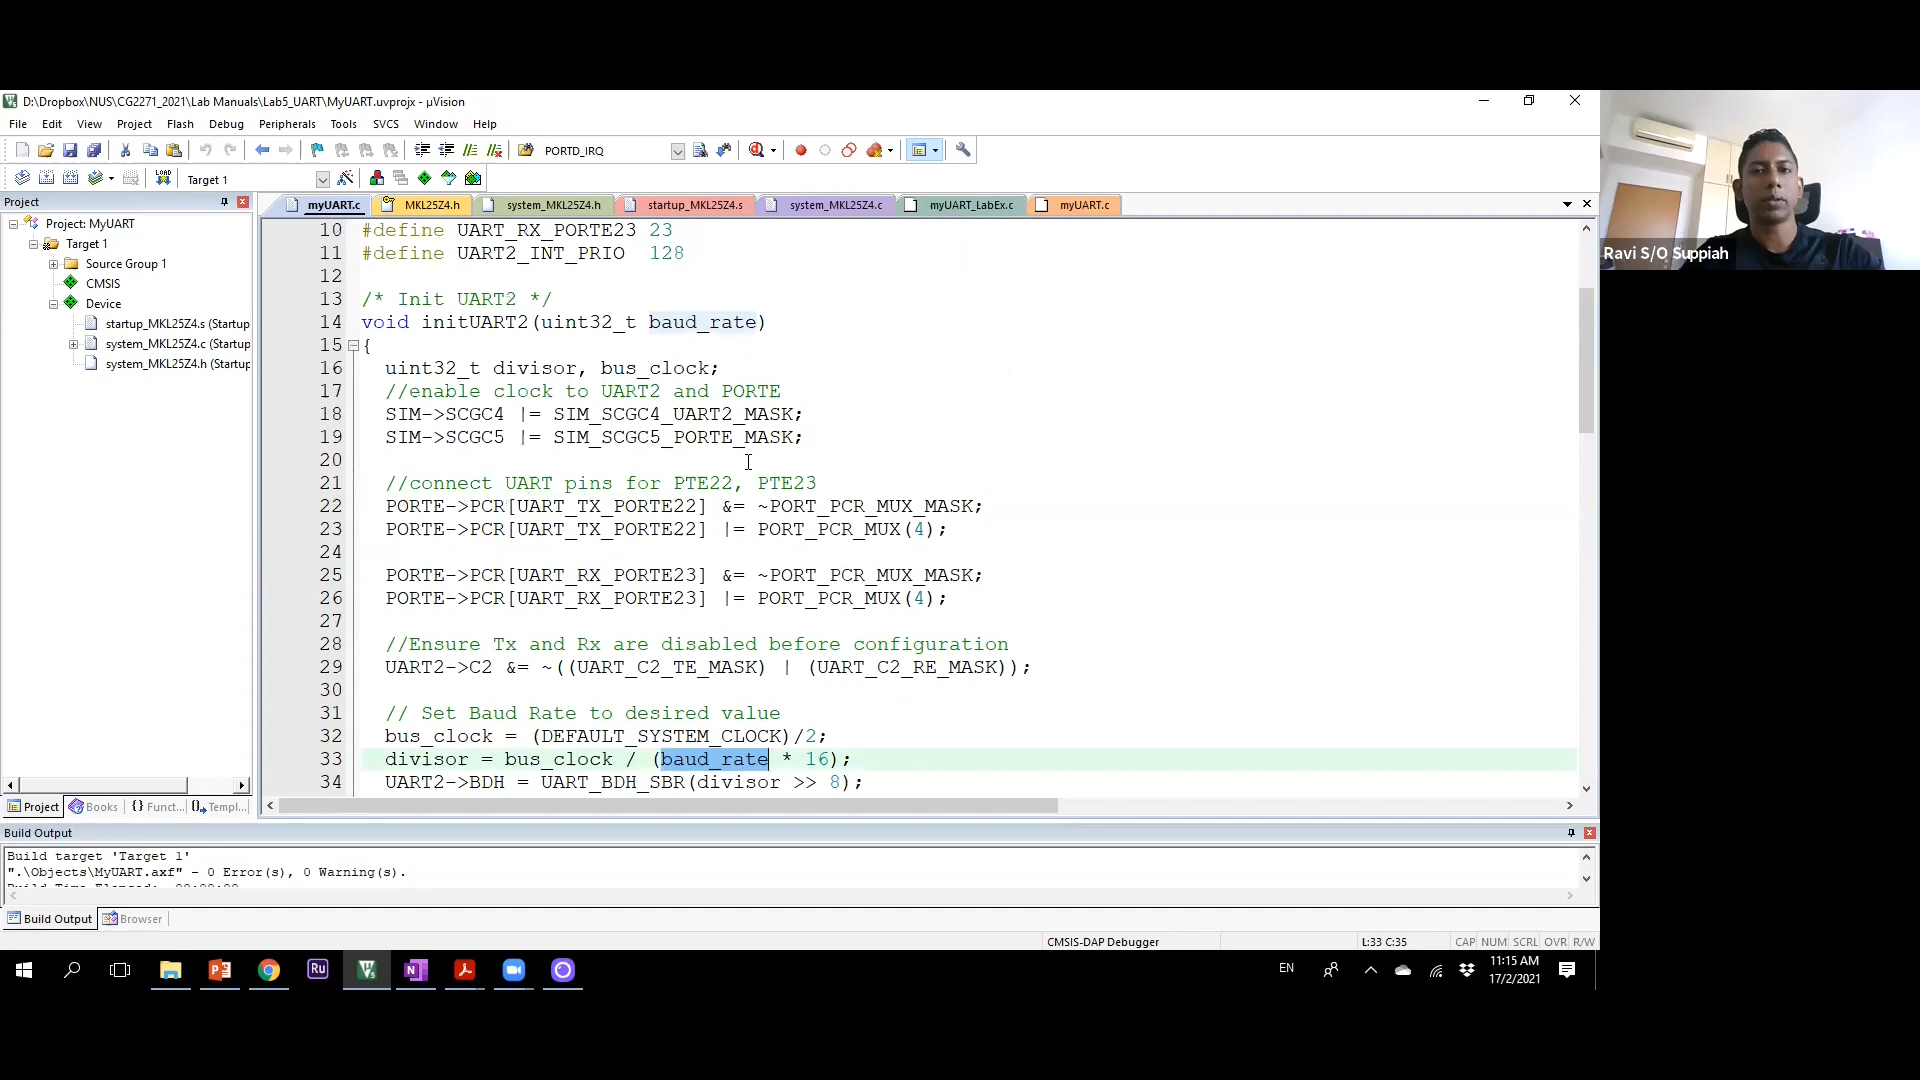 D:\Dropbox\NUS\CG2271_2021\Lab Manuals\Lab5_UART\MyUART.uvprojx - µVision
File Edit View Project Flash Debug Peripherals Tools SVCS Window Help
PORTD_IRQ
LOAD
Target 1
Project
myUART.c MKL25Z4.h system_MKL25Z4.h startup_MKL25Z4.s system_MKL25Z4.c myUART_LabEx.c myUART.c
Project: MyUART
Target 1
Source Group 1
CMSIS
Device
startup_MKL25Z4.s (Startup
system_MKL25Z4.c (Startup
system_MKL25Z4.h (Startup
10 #define UART_RX_PORTE23 23
11 #define UART2_INT_PRIO 128
12
13 /* Init UART2 */
14 void initUART2(uint32_t baud_rate)
15 {
16 uint32_t divisor, bus_clock;
17 //enable clock to UART2 and PORTE
18 SIM->SCGC4 |= SIM_SCGC4_UART2_MASK;
19 SIM->SCGC5 |= SIM_SCGC5_PORTE_MASK;
20
21 //connect UART pins for PTE22, PTE23
22 PORTE->PCR[UART_TX_PORTE22] &= ~PORT_PCR_MUX_MASK;
23 PORTE->PCR[UART_TX_PORTE22] |= PORT_PCR_MUX(4);
24
25 PORTE->PCR[UART_RX_PORTE23] &= ~PORT_PCR_MUX_MASK;
26 PORTE->PCR[UART_RX_PORTE23] |= PORT_PCR_MUX(4);
27
28 //Ensure Tx and Rx are disabled before configuration
29 UART2->C2 &= ~((UART_C2_TE_MASK) | (UART_C2_RE_MASK));
30
31 // Set Baud Rate to desired value
32 bus_clock = (DEFAULT_SYSTEM_CLOCK)/2;
33 divisor = bus_clock / (baud_rate * 16);
34 UART2->BDH = UART_BDH_SBR(divisor >> 8);
Project Books {} Funct... Templ...
Build Output
Build target 'Target 1'
".\Objects\MyUART.axf" - 0 Error(s), 0 Warning(s).
Build Time Elapsed: 00:00:00
Build Output Browser
CMSIS-DAP Debugger L:33 C:35 CAP NUM SCRL OVR R/W
Ru
EN
11:15 AM
17/2/2021
Ravi S/O Suppiah